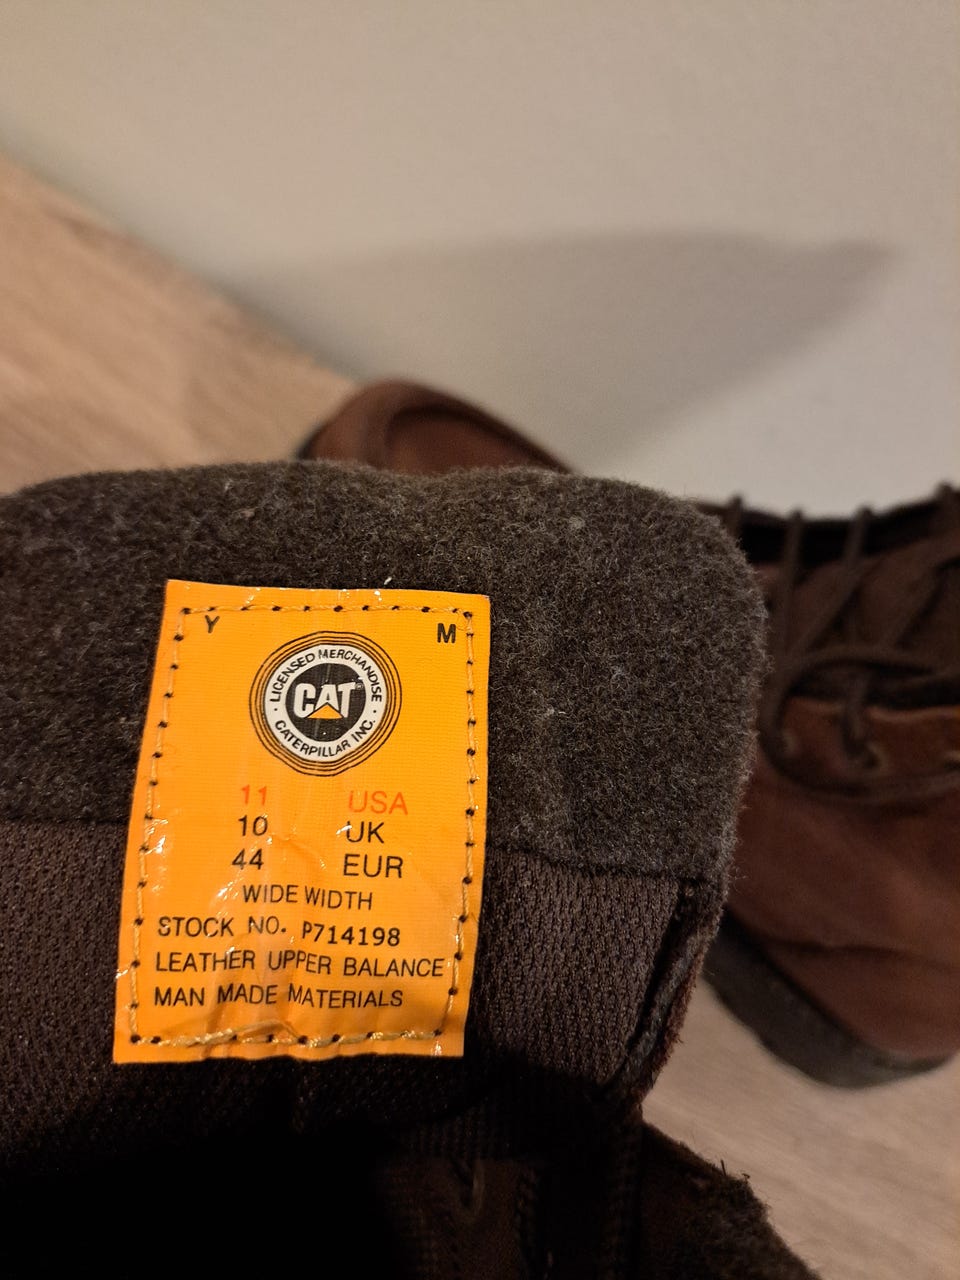 Y M
LICENSED MERCHANDISE
CAT®
CATERPILLAR INC.
11 USA
10 UK
44 EUR
WIDE WIDTH
STOCK NO. P714198
LEATHER UPPER BALANCE
MAN MADE MATERIALS